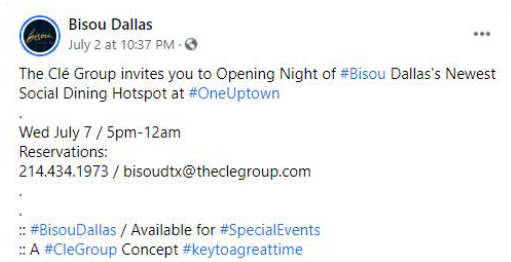 bisou
Bisou Dallas
July 2 at 10:37 PM ·
The Clé Group invites you to Opening Night of #Bisou Dallas's Newest
Social Dining Hotspot at #OneUptown
.
Wed July 7 / 5pm-12am
Reservations:
214.434.1973 / bisoudtx@theclegroup.com
.
.
:: #BisouDallas / Available for #SpecialEvents
:: A #CleGroup Concept #keytoagreattime